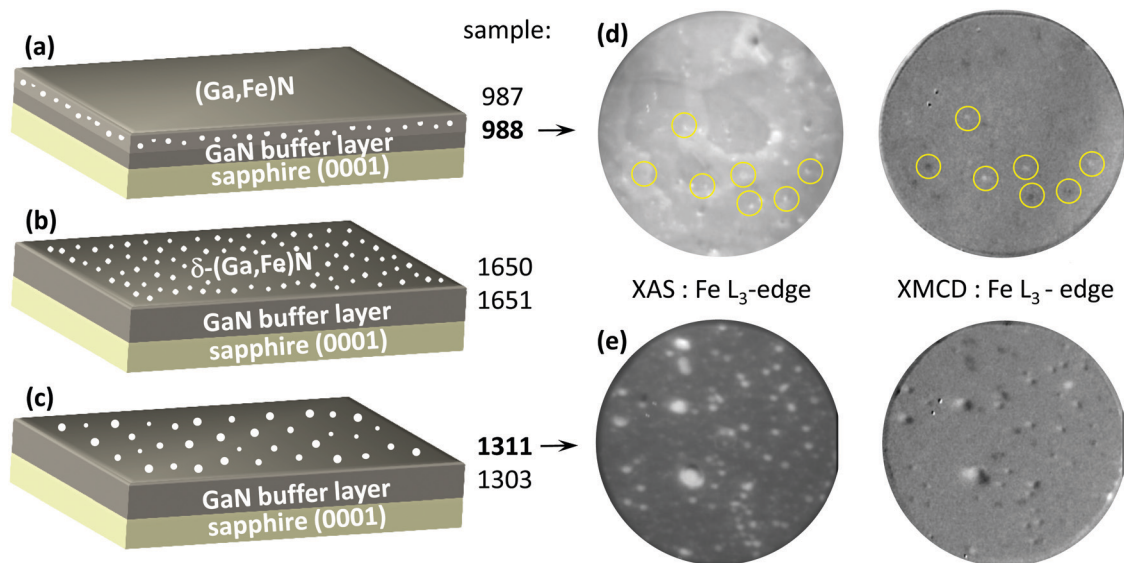 (a)
(Ga,Fe)N
GaN buffer layer
sapphire (0001)
sample:
987
988
(b)
δ-(Ga,Fe)N
GaN buffer layer
sapphire (0001)
1650
1651
(c)
GaN buffer layer
sapphire (0001)
1311
1303
(d)
XAS : Fe L₃-edge
XMCD : Fe L₃ - edge
(e)